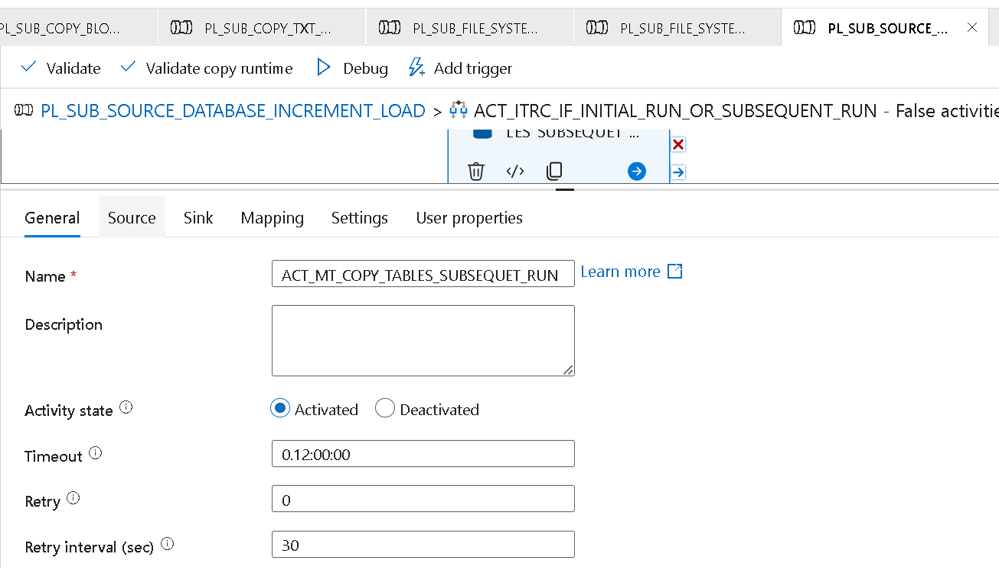 PL_SUB_COPY_BLO...
PL_SUB_COPY_TXT_...
PL_SUB_FILE_SYSTE...
PL_SUB_FILE_SYSTE...
PL_SUB_SOURCE_...
Validate
Validate copy runtime
Debug
Add trigger
PL_SUB_SOURCE_DATABASE_INCREMENT_LOAD > ACT_ITRC_IF_INITIAL_RUN_OR_SUBSEQUENT_RUN - False activitie
LES_SUBSEQUET ...
General
Source
Sink
Mapping
Settings
User properties
Name *
ACT_MT_COPY_TABLES_SUBSEQUET_RUN
Learn more
Description
Activity state
Activated
Deactivated
Timeout
0.12:00:00
Retry
0
Retry interval (sec)
30